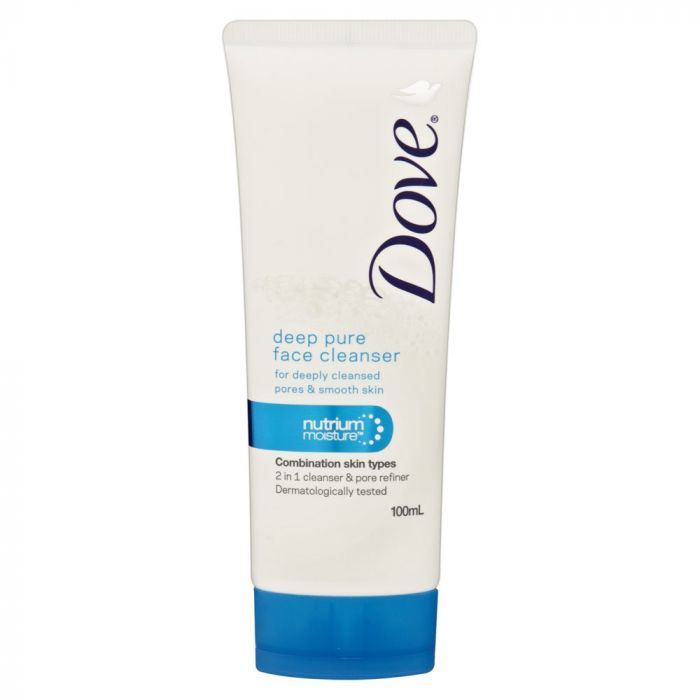 Dove®
deep pure
face cleanser
for deeply cleansed
pores & smooth skin
nutrium
moisture™
Combination skin types
2 in 1 cleanser & pore refiner
Dermatologically tested
100mL